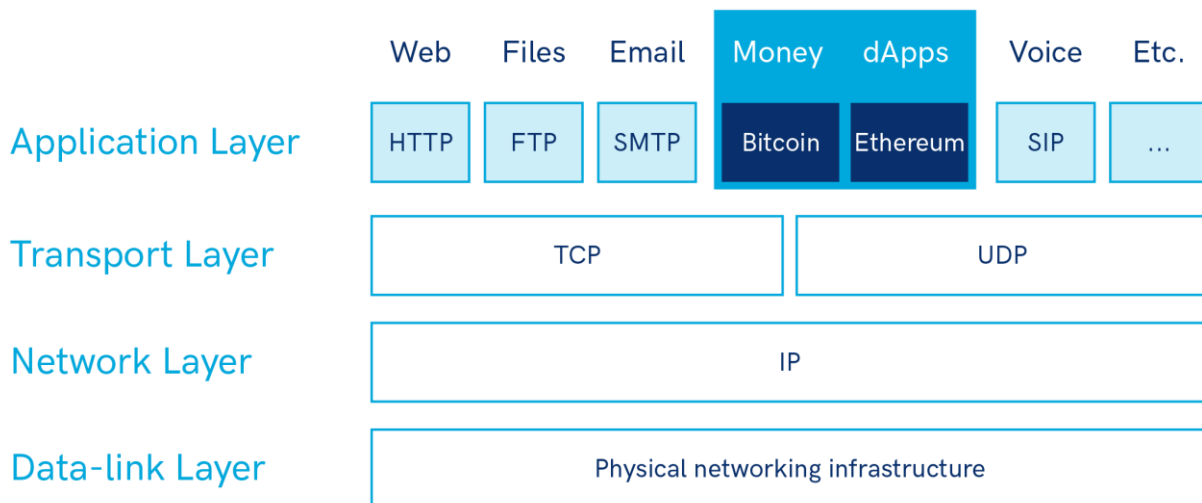 Web Files Email Money dApps Voice Etc.
Application Layer HTTP FTP SMTP Bitcoin Ethereum SIP ...
Transport Layer TCP UDP
Network Layer IP
Data-link Layer Physical networking infrastructure